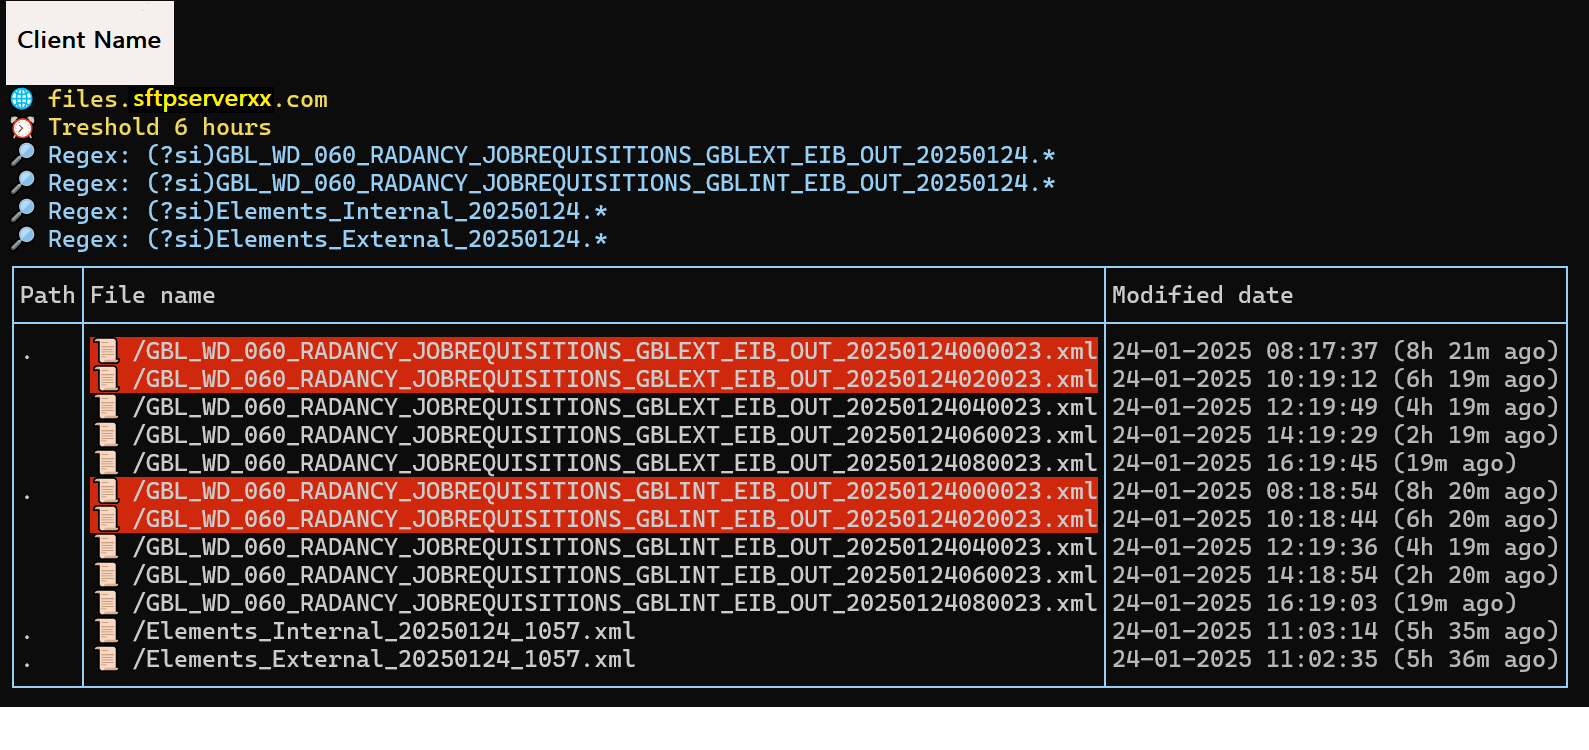 Client Name
files.sftpserverxx.com
Treshold 6 hours
Regex: (?si)GBL_WD_060_RADANCY_JOBREQUISITIONS_GBLEXT_EIB_OUT_20250124.*
Regex: (?si)GBL_WD_060_RADANCY_JOBREQUISITIONS_GBLINT_EIB_OUT_20250124.*
Regex: (?si)Elements_Internal_20250124.*
Regex: (?si)Elements_External_20250124.*
Path File name Modified date
. /GBL_WD_060_RADANCY_JOBREQUISITIONS_GBLEXT_EIB_OUT_20250124000023.xml 24-01-2025 08:17:37 (8h 21m ago)
/GBL_WD_060_RADANCY_JOBREQUISITIONS_GBLEXT_EIB_OUT_20250124020023.xml 24-01-2025 10:19:12 (6h 19m ago)
/GBL_WD_060_RADANCY_JOBREQUISITIONS_GBLEXT_EIB_OUT_20250124040023.xml 24-01-2025 12:19:49 (4h 19m ago)
/GBL_WD_060_RADANCY_JOBREQUISITIONS_GBLEXT_EIB_OUT_20250124060023.xml 24-01-2025 14:19:29 (2h 19m ago)
/GBL_WD_060_RADANCY_JOBREQUISITIONS_GBLEXT_EIB_OUT_20250124080023.xml 24-01-2025 16:19:45 (19m ago)
. /GBL_WD_060_RADANCY_JOBREQUISITIONS_GBLINT_EIB_OUT_20250124000023.xml 24-01-2025 08:18:54 (8h 20m ago)
/GBL_WD_060_RADANCY_JOBREQUISITIONS_GBLINT_EIB_OUT_20250124020023.xml 24-01-2025 10:18:44 (6h 20m ago)
/GBL_WD_060_RADANCY_JOBREQUISITIONS_GBLINT_EIB_OUT_20250124040023.xml 24-01-2025 12:19:36 (4h 19m ago)
/GBL_WD_060_RADANCY_JOBREQUISITIONS_GBLINT_EIB_OUT_20250124060023.xml 24-01-2025 14:18:54 (2h 20m ago)
/GBL_WD_060_RADANCY_JOBREQUISITIONS_GBLINT_EIB_OUT_20250124080023.xml 24-01-2025 16:19:03 (19m ago)
. /Elements_Internal_20250124_1057.xml 24-01-2025 11:03:14 (5h 35m ago)
. /Elements_External_20250124_1057.xml 24-01-2025 11:02:35 (5h 36m ago)